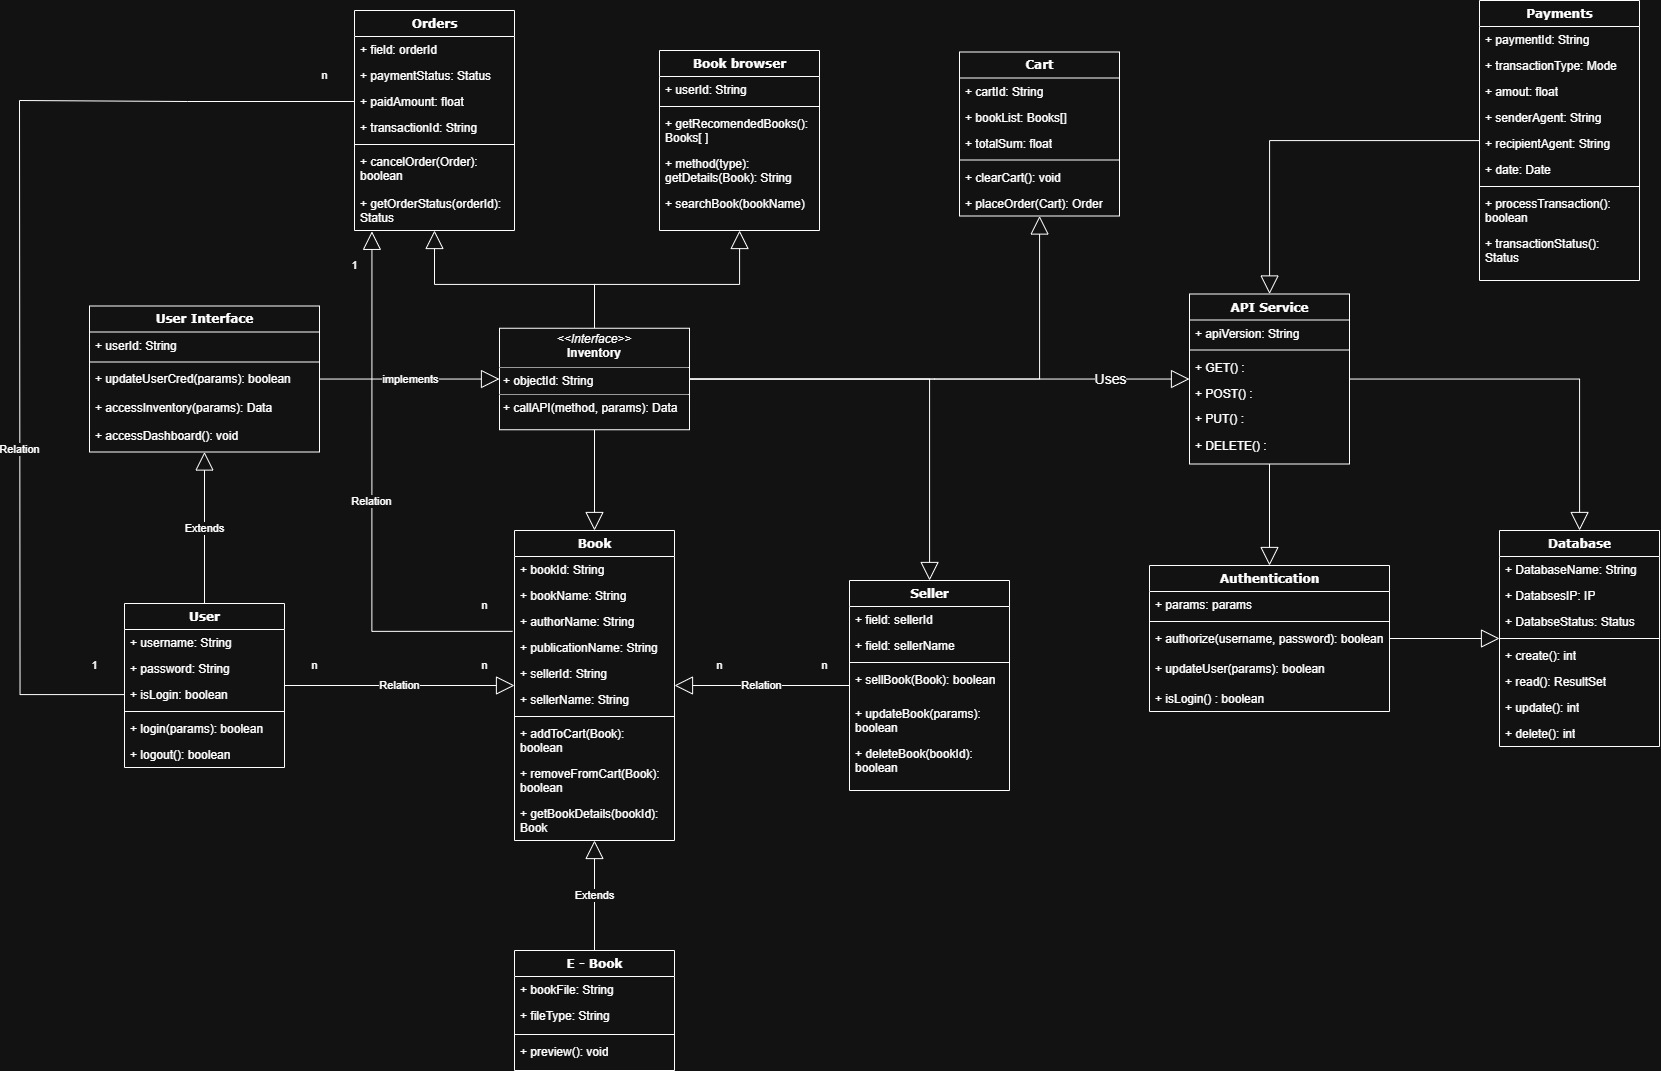 Orders
+ field: orderId
+ paymentStatus: Status
+ paidAmount: float
+ transactionId: String
+ cancelOrder(Order):
boolean
+ getOrderStatus(orderId):
Status
n
1
Book browser
+ userId: String
+ getRecomendedBooks():
Books[ ]
+ method(type):
getDetails(Book): String
+ searchBook(bookName)
Cart
+ cartId: String
+ bookList: Books[]
+ totalSum: float
+ clearCart(): void
+ placeOrder(Cart): Order
Payments
+ paymentId: String
+ transactionType: Mode
+ amout: float
+ senderAgent: String
+ recipientAgent: String
+ date: Date
+ processTransaction():
boolean
+ transactionStatus():
Status
User Interface
+ userId: String
+ updateUserCred(params): boolean
+ accessInventory(params): Data
+ accessDashboard(): void
implements
<<Interface>>
Inventory
+ objectId: String
+ callAPI(method, params): Data
Uses
API Service
+ apiVersion: String
+ GET() :
+ POST() :
+ PUT() :
+ DELETE() :
Relation
Relation
Extends
User
+ username: String
+ password: String
+ isLogin: boolean
+ login(params): boolean
+ logout(): boolean
1
n
Relation
n
n
Book
+ bookId: String
+ bookName: String
+ authorName: String
+ publicationName: String
+ sellerId: String
+ sellerName: String
+ addToCart(Book):
boolean
+ removeFromCart(Book):
boolean
+ getBookDetails(bookId):
Book
n
Relation
n
Seller
+ field: sellerId
+ field: sellerName
+ sellBook(Book): boolean
+ updateBook(params):
boolean
+ deleteBook(bookId):
boolean
Authentication
+ params: params
+ authorize(username, password): boolean
+ updateUser(params): boolean
+ isLogin() : boolean
Database
+ DatabaseName: String
+ DatabsesIP: IP
+ DatabseStatus: Status
+ create(): int
+ read(): ResultSet
+ update(): int
+ delete(): int
Extends
E - Book
+ bookFile: String
+ fileType: String
+ preview(): void